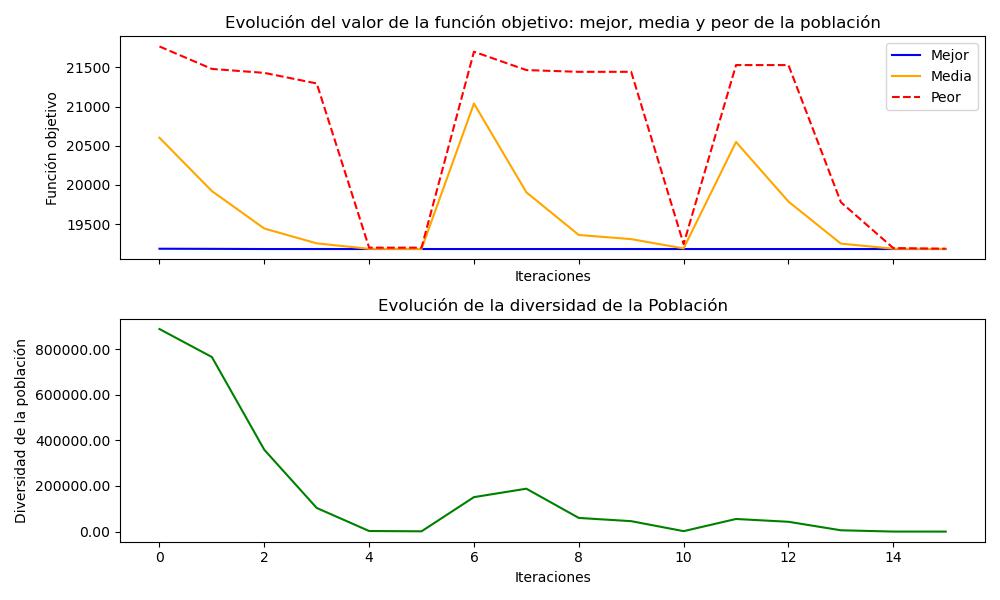 Evolución del valor de la función objetivo: mejor, media y peor de la población
Función objetivo
21500
21000
20500
20000
19500
Mejor
Media
Peor
Iteraciones
Evolución de la diversidad de la Población
Diversidad de la población
800000.00
600000.00
400000.00
200000.00
0.00
0 2 4 6 8 10 12 14
Iteraciones